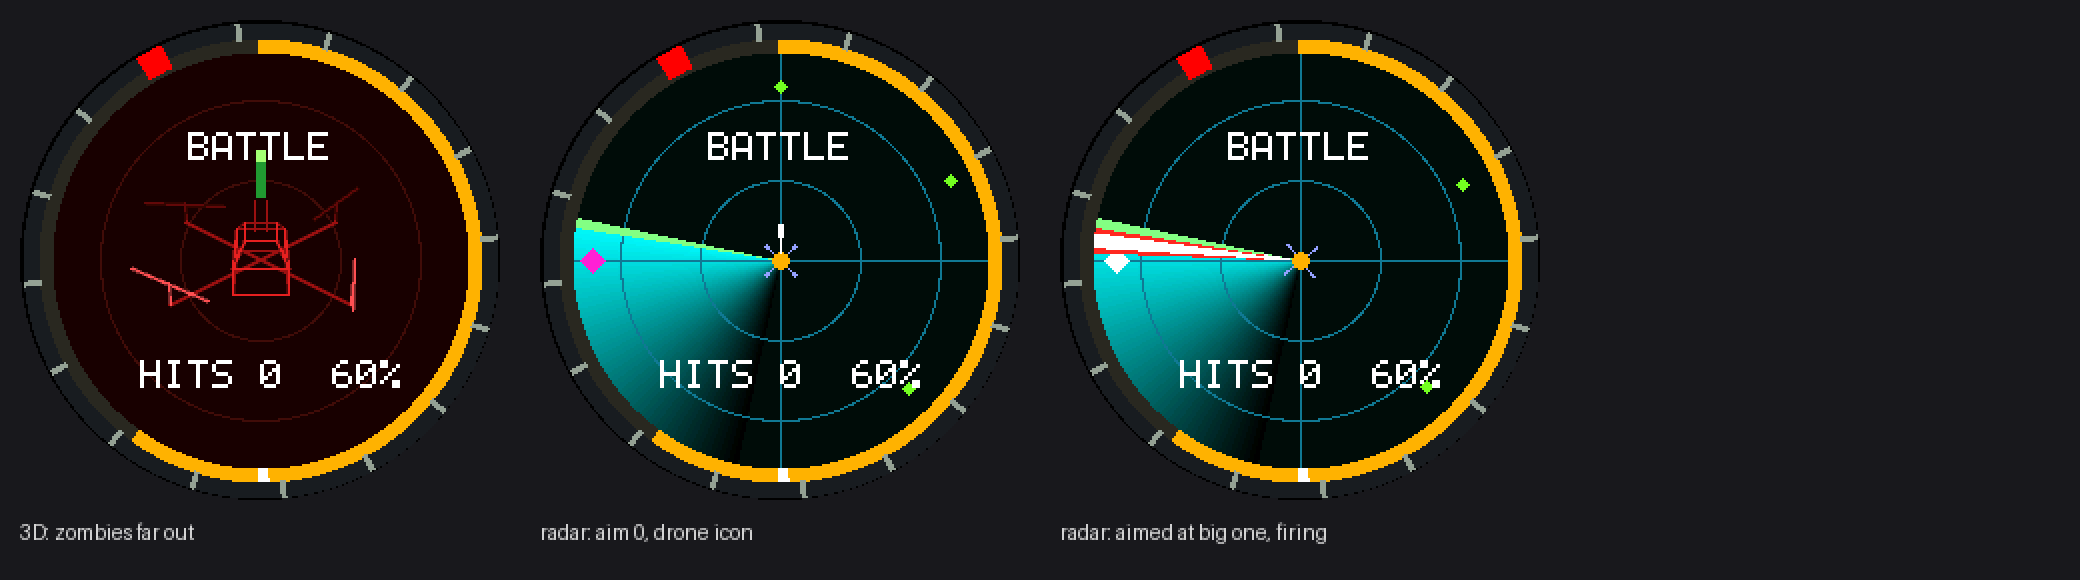 BATTLE
HITS 0 60%
3D: zombies far out
BATTLE
HITS 0 60%
radar: aim 0, drone icon
BATTLE
HITS 0 60%
radar: aimed at big one, firing